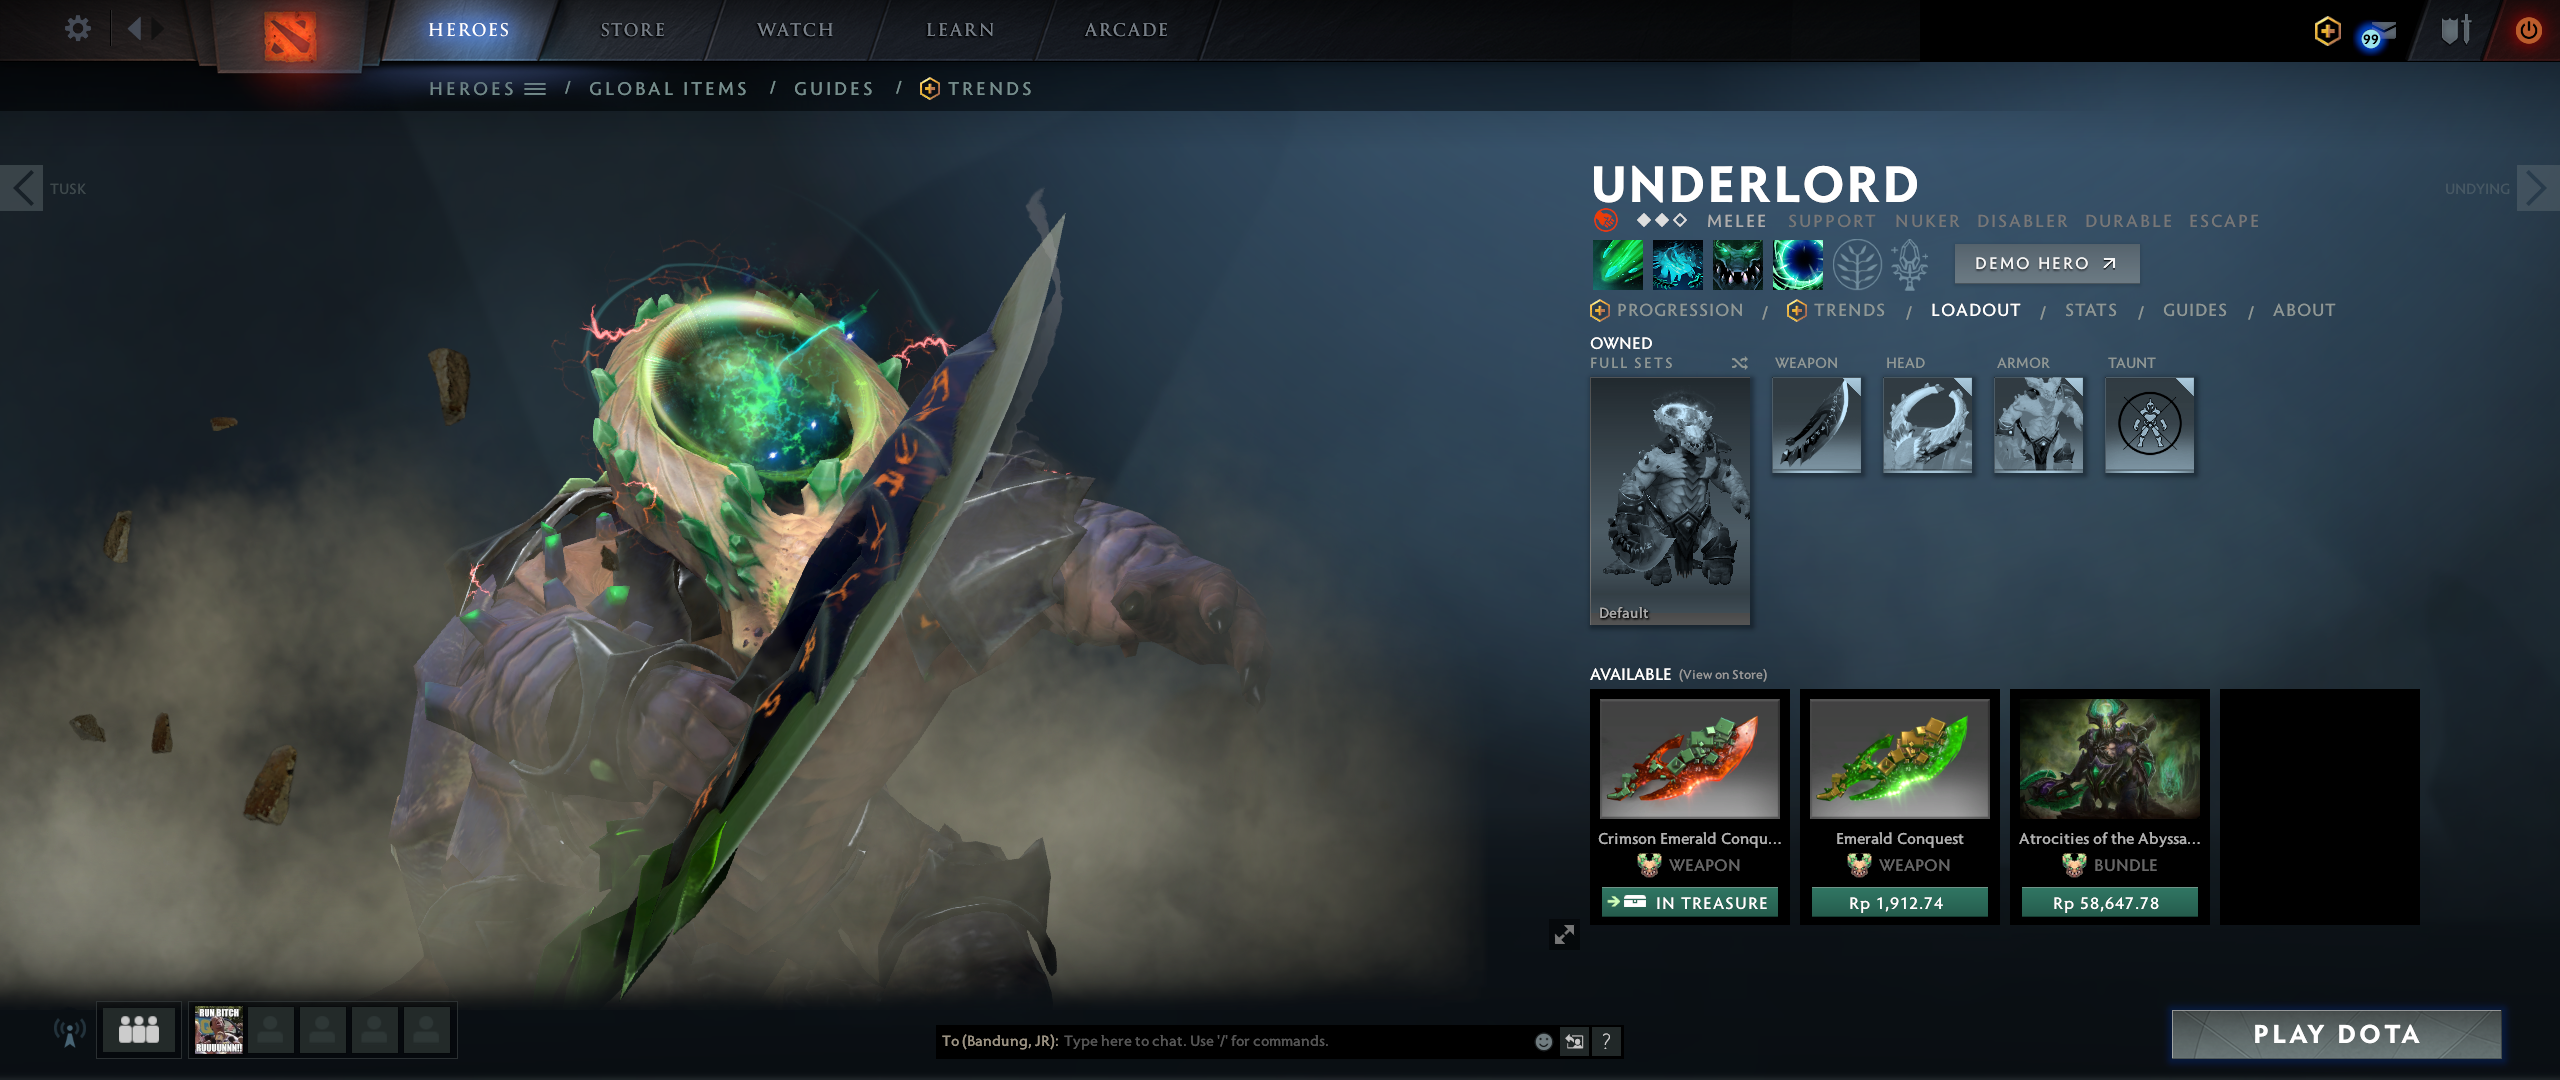 HEROES
STORE
WATCH
LEARN
ARCADE
99
HEROES / GLOBAL ITEMS / GUIDES / TRENDS
TUSK
UNDYING
UNDERLORD
MELEE SUPPORT NUKER DISABLER DURABLE ESCAPE
DEMO HERO
PROGRESSION / TRENDS / LOADOUT / STATS / GUIDES / ABOUT
OWNED
FULL SETS
WEAPON
HEAD
ARMOR
TAUNT
Default
AVAILABLE (View on Store)
Crimson Emerald Conqu...
WEAPON
IN TREASURE
Emerald Conquest
WEAPON
Rp 1,912.74
Atrocities of the Abyssa...
BUNDLE
Rp 58,647.78
RUN BITCH
RUUUUNNN!!
To (Bandung, JR): Type here to chat. Use '/' for commands.
?
PLAY DOTA